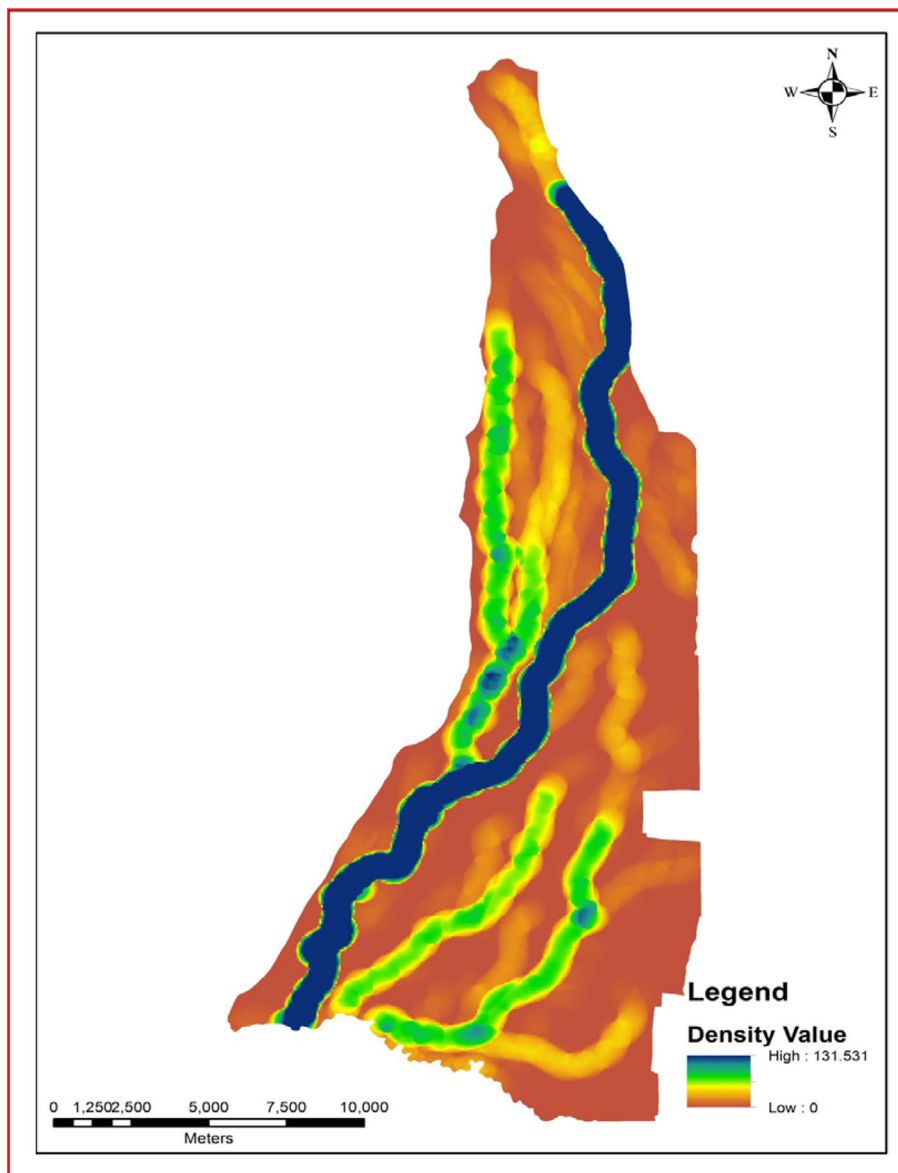 N
W E
S
Legend
Density Value
High : 131.531
Low : 0
0 1,250 2,500 5,000 7,500 10,000
Meters